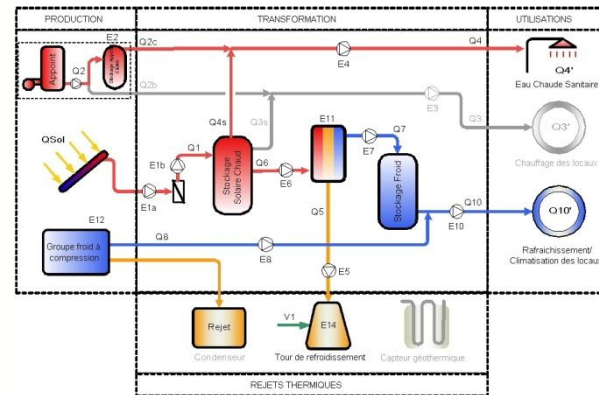 PRODUCTION
TRANSFORMATION
UTILISATIONS
E2
Q2c
Q4
Appoint
Q2
E4
Q4'
Eau Chaude Sanitaire
Q2b
E3
Q3
Q4s
Q3s
E11
Q7
Q3'
Chauffage des locaux
QSol
Q1
E1b
E7
Stockage
Solaire Chaud
Q6
E6
Stockage Froid
E1a
Q5
Q10
Q10'
E12
E10
Groupe froid à
compression
Q8
E8
Rafraichissement/
Climatisation des locaux
E5
Rejet
V1
E14
Condenseur
Tour de refroidissement
Capteur géothermique
REJETS THERMIQUES